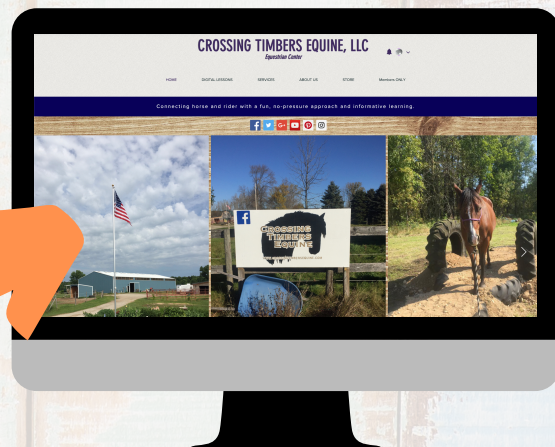 CROSSING TIMBERS EQUINE, LLC
Equestrian Center
HOME DIGITAL LESSONS SERVICES ABOUT US STORE Members ONLY
Connecting horse and rider with a fun, no-pressure approach and informative learning.
CROSSING
TIMBERS
EQUINE